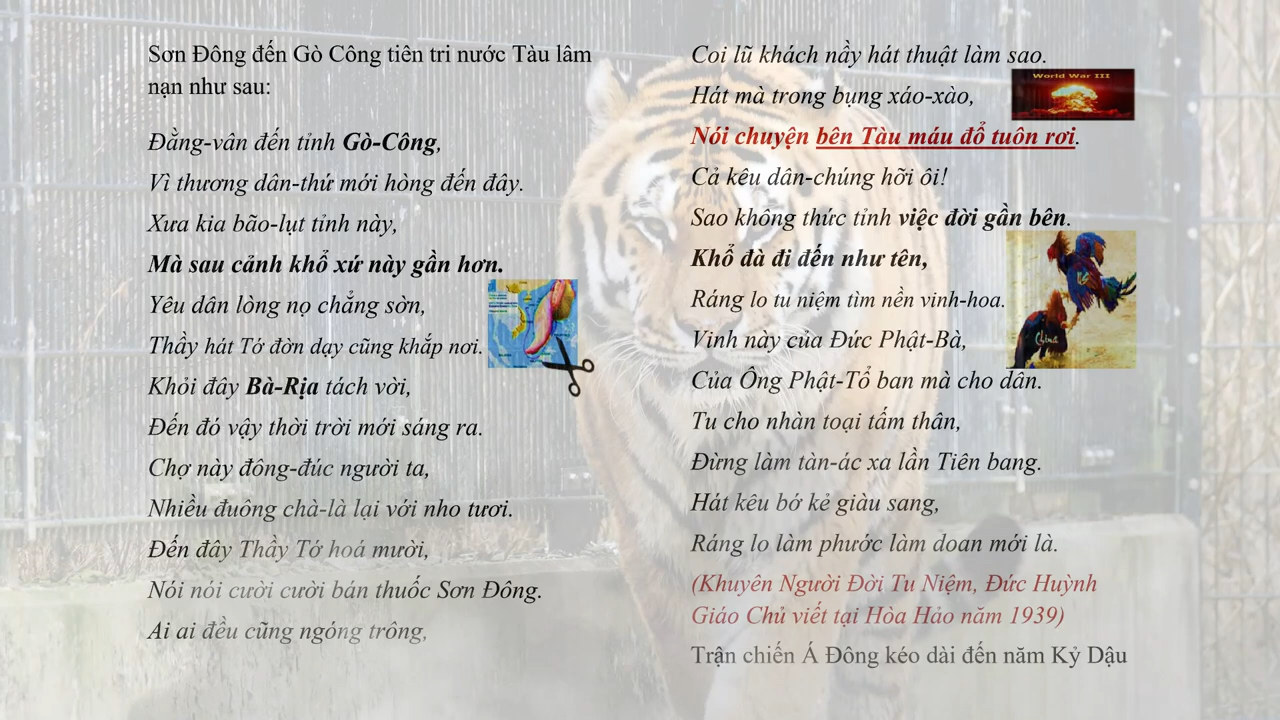 Sơn Đông đến Gò Công tiên tri nước Tàu lâm
nạn như sau:
Đằng-vân đến tỉnh Gò-Công,
Vì thương dân-thứ mới hòng đến đây.
Xưa kia bão-lụt tỉnh này,
Mà sau cảnh khổ xứ này gần hơn.
Yêu dân lòng nọ chẳng sờn,
Thầy hát Tớ đờn dạy cũng khắp nơi.
Khỏi đây Bà-Rịa tách vời,
Đến đó vậy thời trời mới sáng ra.
Chợ này đông-đúc người ta,
Nhiều đuông chà-là lại với nho tươi.
Đến đây Thầy Tớ hoá mười,
Nói nói cười cười bán thuốc Sơn Đông.
Ai ai đều cũng ngóng trông,
Coi lũ khách nầy hát thuật làm sao.
World War III
Hát mà trong bụng xáo-xào,
Nói chuyện bên Tàu máu đổ tuôn rơi.
Cả kêu dân-chúng hỡi ôi!
Sao không thức tỉnh việc đời gần bên.
Khổ đà đi đến như tên,
Ráng lo tu niệm tìm nền vinh-hoa.
Vinh này của Đức Phật-Bà,
China
Của Ông Phật-Tổ ban mà cho dân.
Tu cho nhàn toại tấm thân,
Đừng làm tàn-ác xa lần Tiên bang.
Hát kêu bớ kẻ giàu sang,
Ráng lo làm phước làm doan mới là.
(Khuyên Người Đời Tu Niệm, Đức Huỳnh
Giáo Chủ viết tại Hòa Hảo năm 1939)
Trận chiến Á Đông kéo dài đến năm Kỷ Dậu